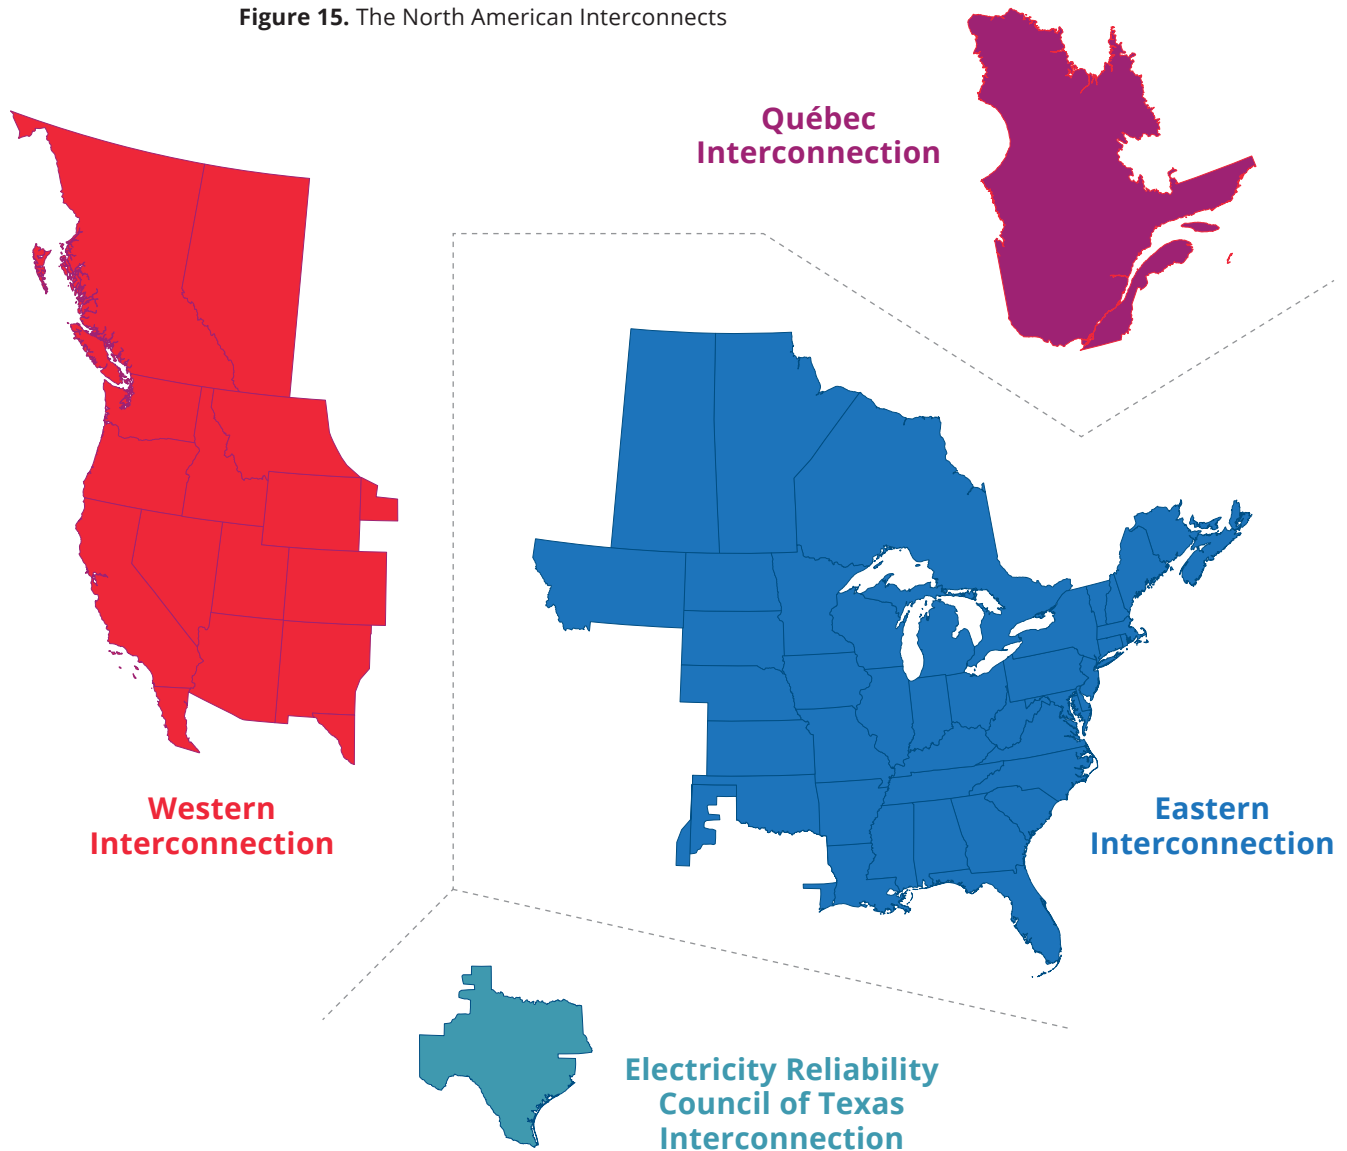 Figure 15. The North American Interconnects
Québec
Interconnection
Western
Interconnection
Eastern
Interconnection
Electricity Reliability
Council of Texas
Interconnection